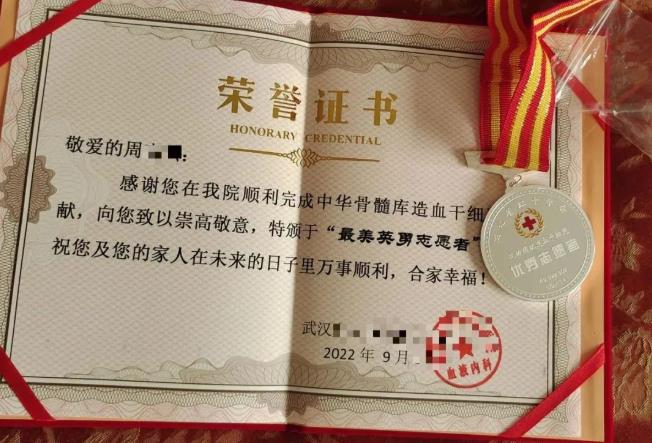 荣誉证书
HONORARY CREDENTIAL
敬爱的周
感谢您在我院顺利完成中华骨髓库造血干细
献，向您致以崇高敬意，特颁于“最美英勇志愿者”
祝您及您的家人在未来的日子里万事顺利，合家幸福！
武汉
2022年9月
血液内科
优秀志愿者